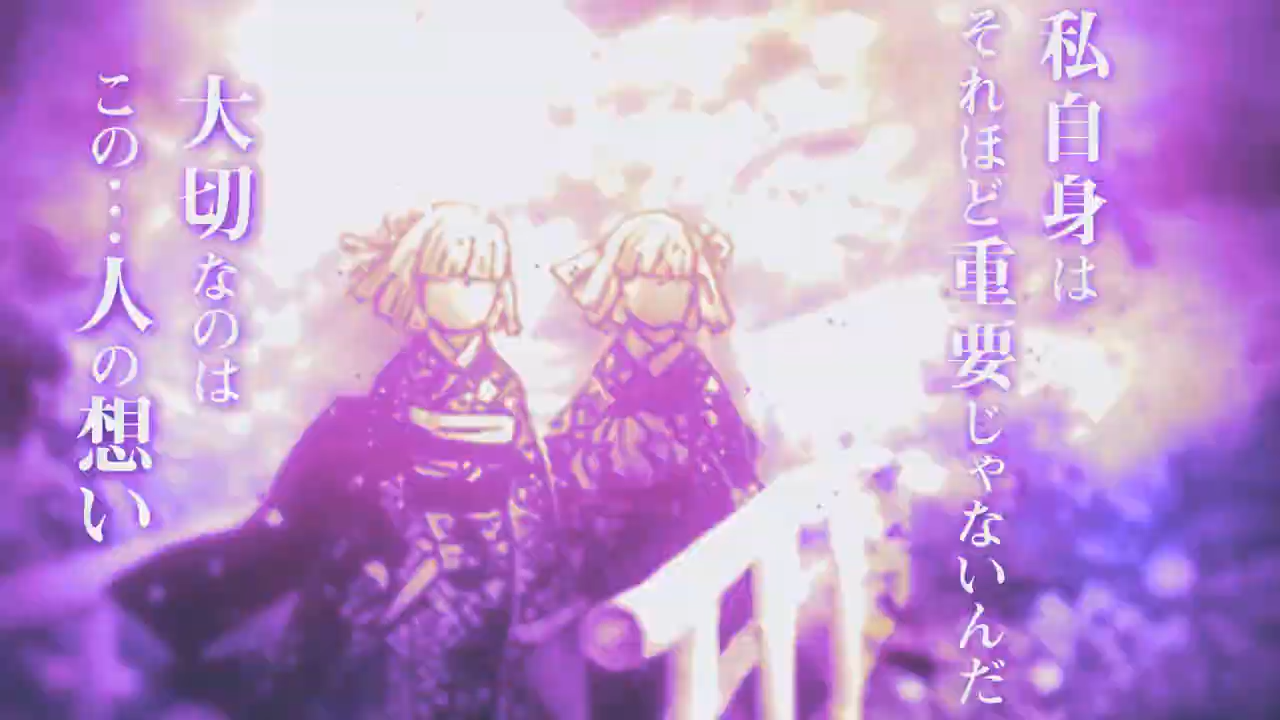 私自身は
それほど重要じゃないんだ
大切なのは
この…人の想い